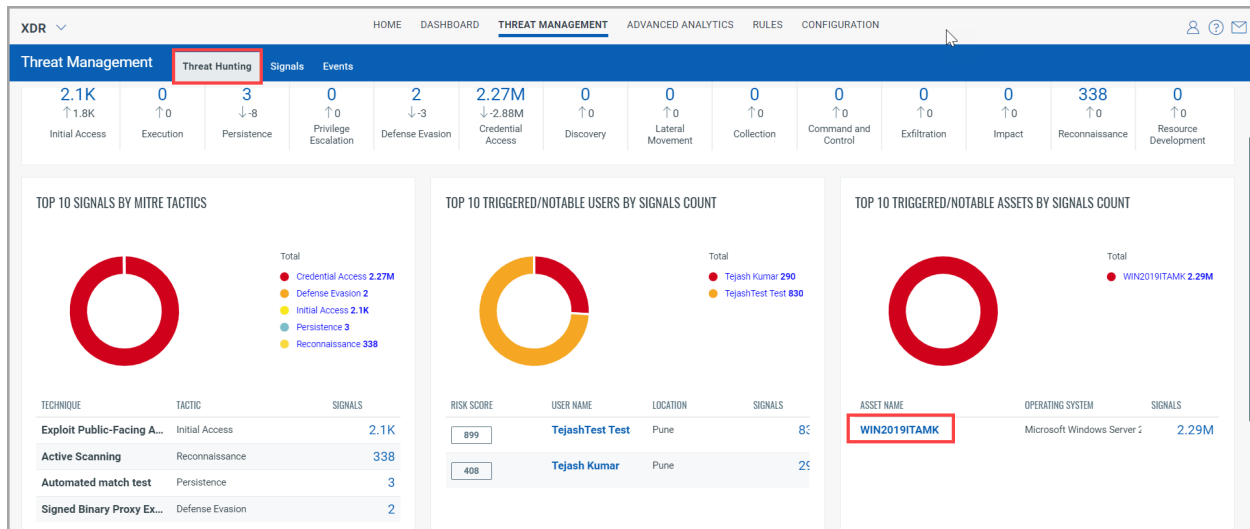 XDR HOME DASHBOARD THREAT MANAGEMENT ADVANCED ANALYTICS RULES CONFIGURATION
Threat Management Threat Hunting Signals Events
2.1K 0 3 0 2 2.27M 0 0 0 0 0 0 338 0
↑1.8K ↑0 ↓-8 ↑0 ↓-3 ↓-2.88M ↑0 ↑0 ↑0 ↑0 ↑0 ↑0 ↑0 ↑0
Initial Access Execution Persistence Privilege Escalation Defense Evasion Credential Access Discovery Lateral Movement Collection Command and Control Exfiltration Impact Reconnaissance Resource Development
TOP 10 SIGNALS BY MITRE TACTICS
Total
Credential Access 2.27M
Defense Evasion 2
Initial Access 2.1K
Persistence 3
Reconnaissance 338
TECHNIQUE TACTIC SIGNALS
Exploit Public-Facing A... Initial Access 2.1K
Active Scanning Reconnaissance 338
Automated match test Persistence 3
Signed Binary Proxy Ex... Defense Evasion 2
TOP 10 TRIGGERED/NOTABLE USERS BY SIGNALS COUNT
Total
Tejash Kumar 290
TejashTest Test 830
RISK SCORE USER NAME LOCATION SIGNALS
899 TejashTest Test Pune 83
408 Tejash Kumar Pune 29
TOP 10 TRIGGERED/NOTABLE ASSETS BY SIGNALS COUNT
Total
WIN2019ITAMK 2.29M
ASSET NAME OPERATING SYSTEM SIGNALS
WIN2019ITAMK Microsoft Windows Server 2 2.29M